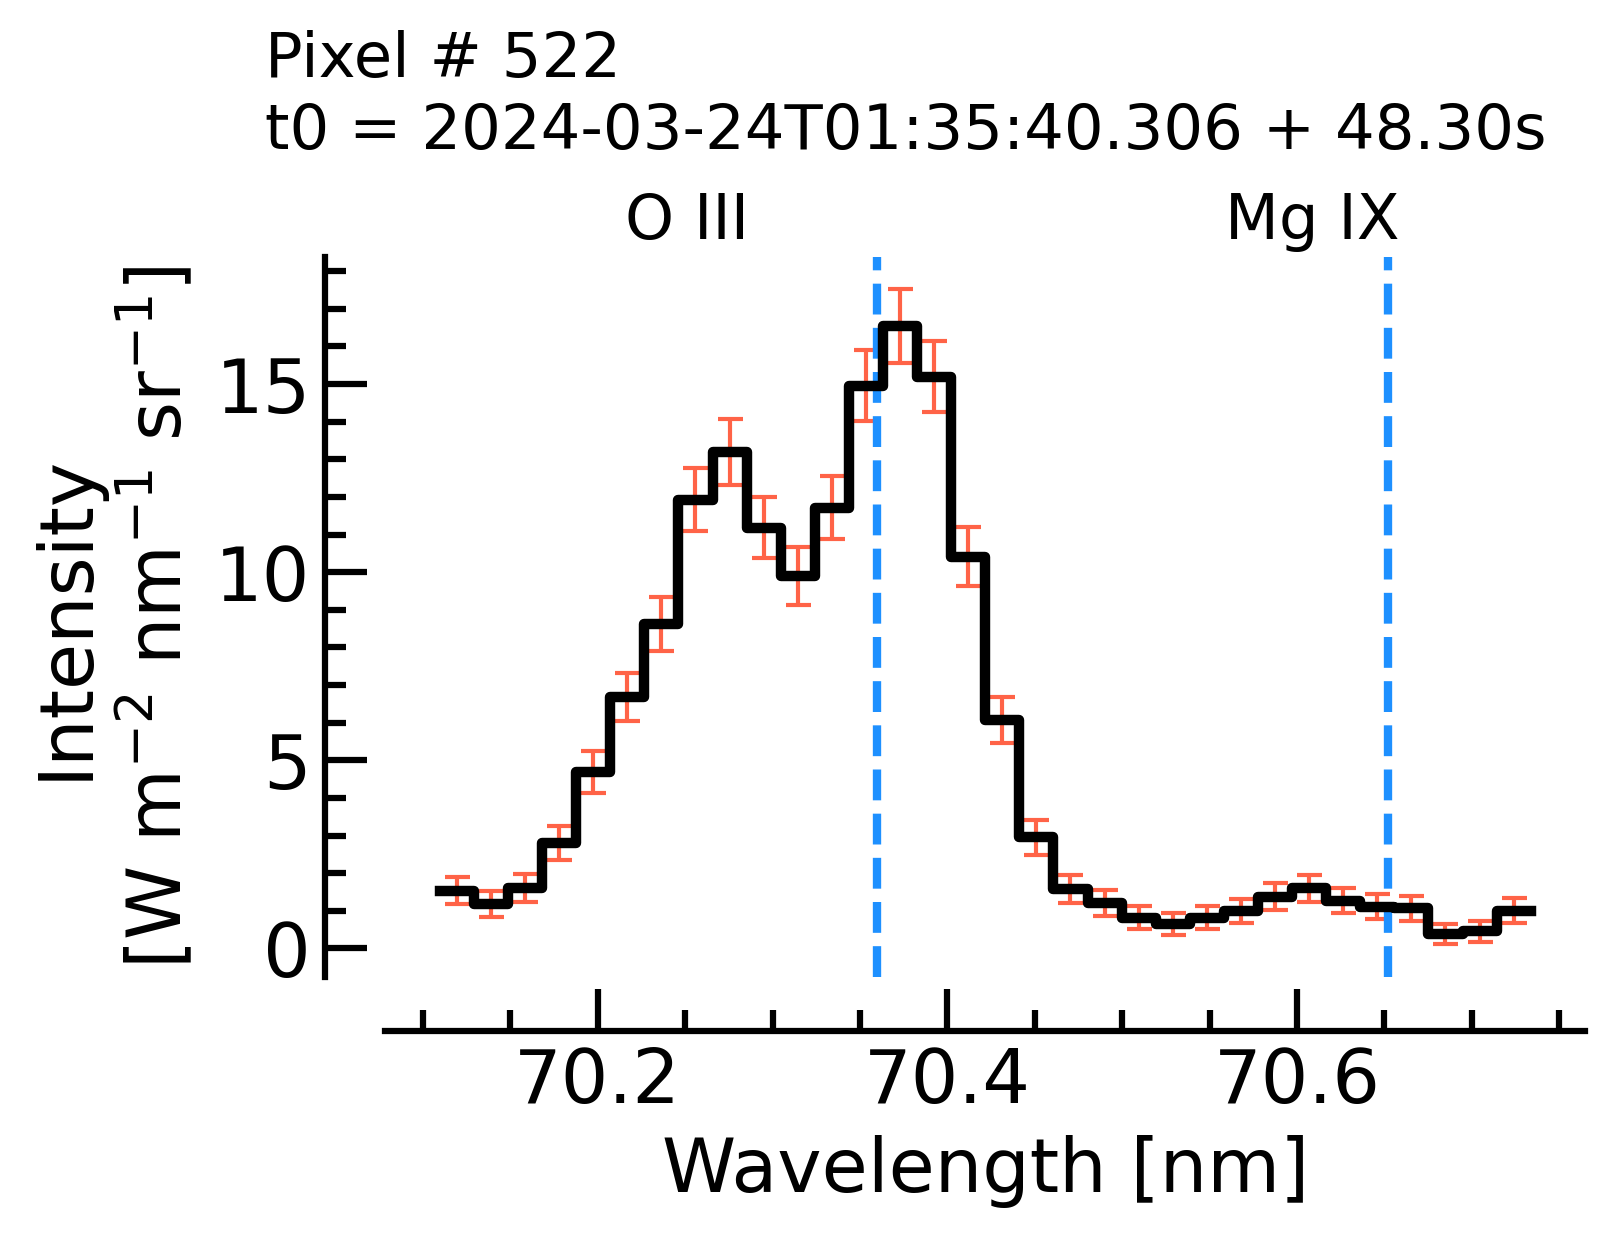 Pixel # 522
t0 = 2024-03-24T01:35:40.306 + 48.30s
O III
Mg IX
Intensity
[W m⁻² nm⁻¹ sr⁻¹]
15
10
5
0
70.2
70.4
70.6
Wavelength [nm]